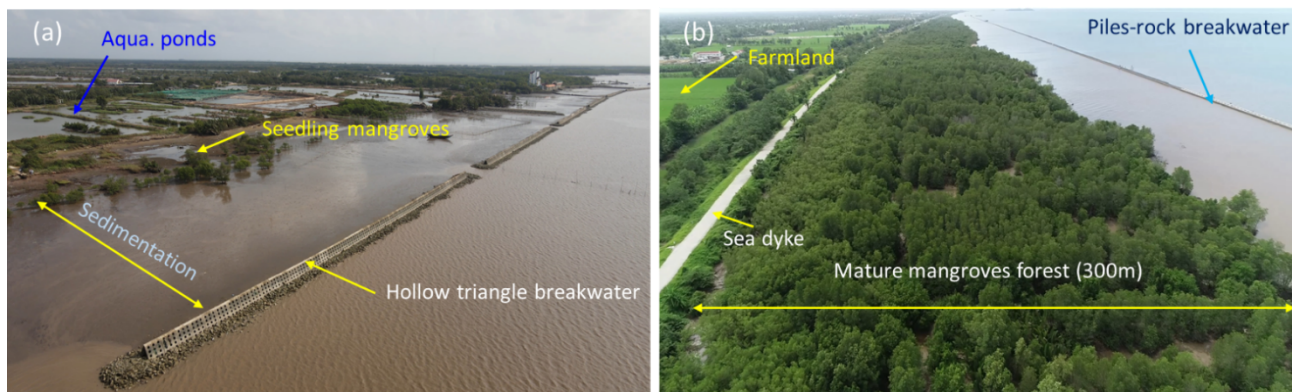 (a)
Aqua. ponds
Seedling mangroves
Sedimentation
Hollow triangle breakwater
(b)
Piles-rock breakwater
Farmland
Sea dyke
Mature mangroves forest (300m)